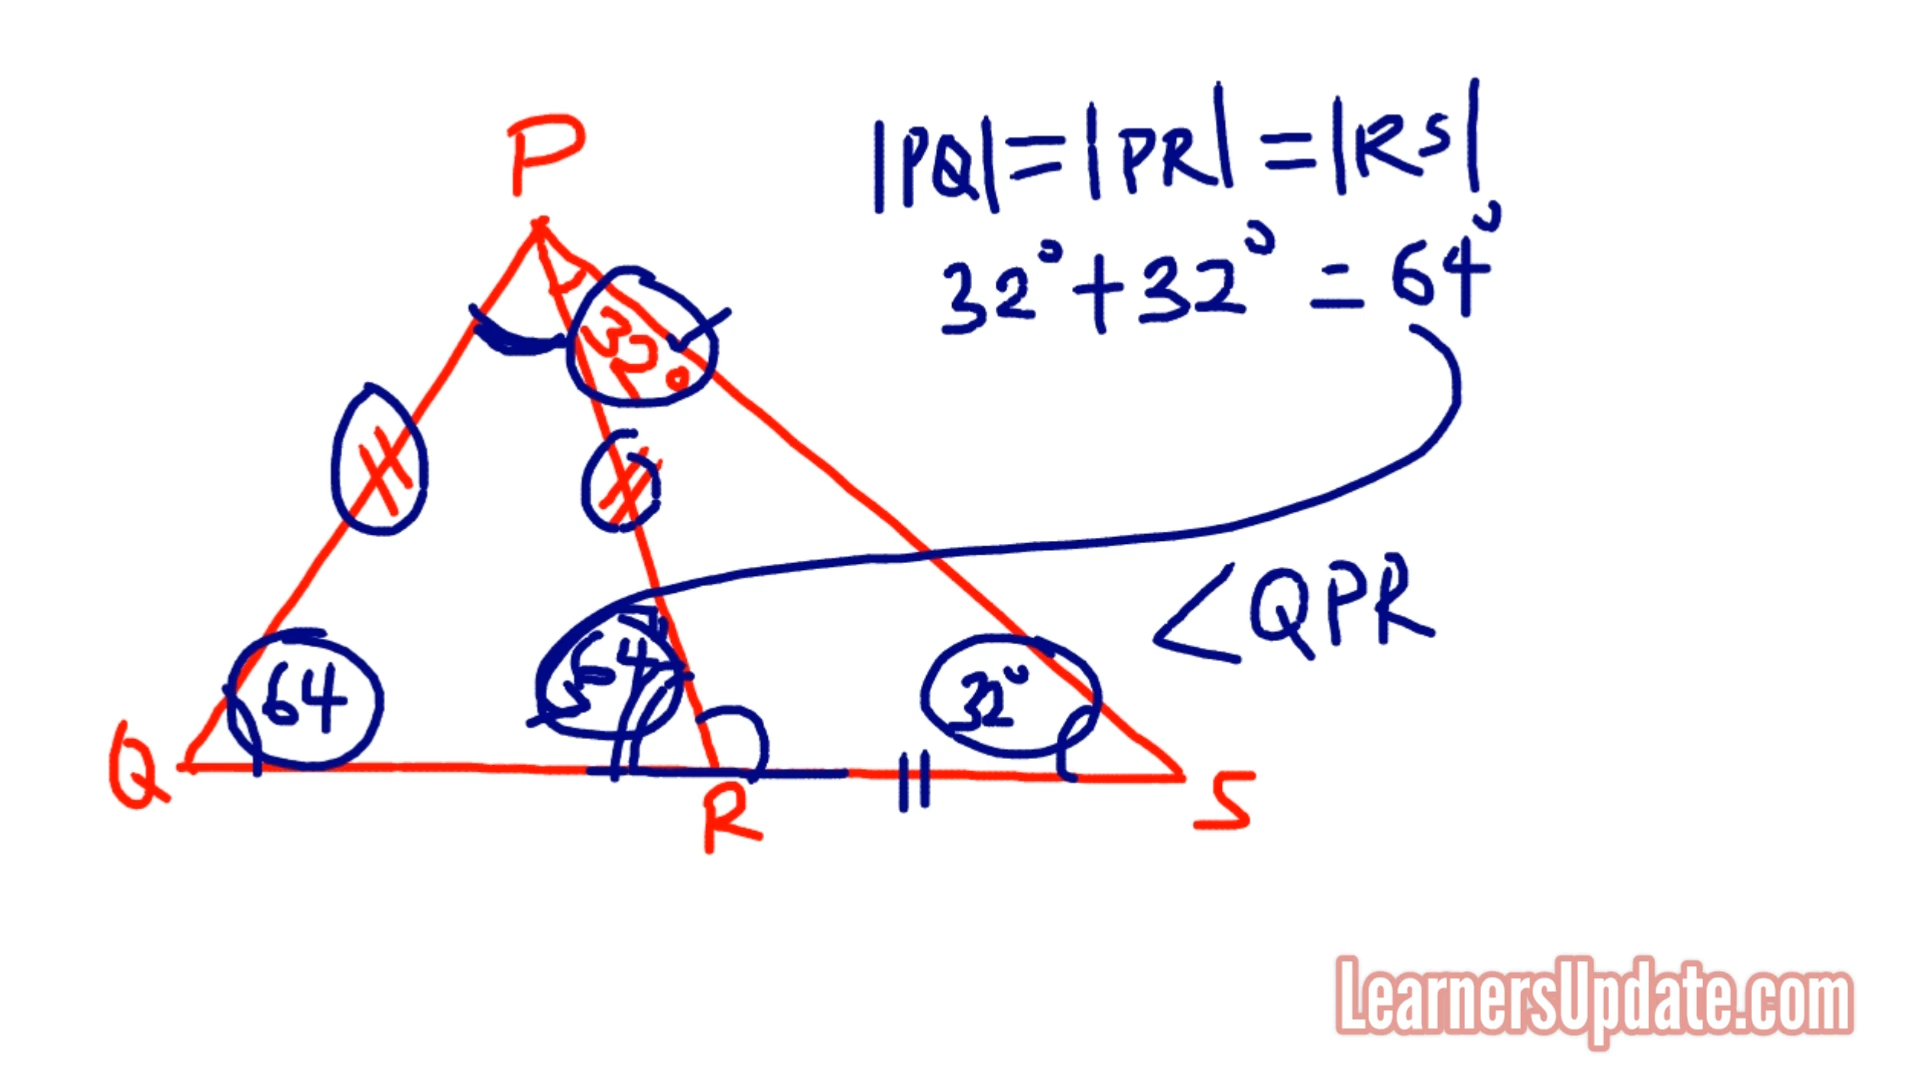 P
|PQ| = |PR| = |RS|
32° + 32° = 64°
32°
<QPR
64
64
32°
Q
R
S
LearnersUpdate.com